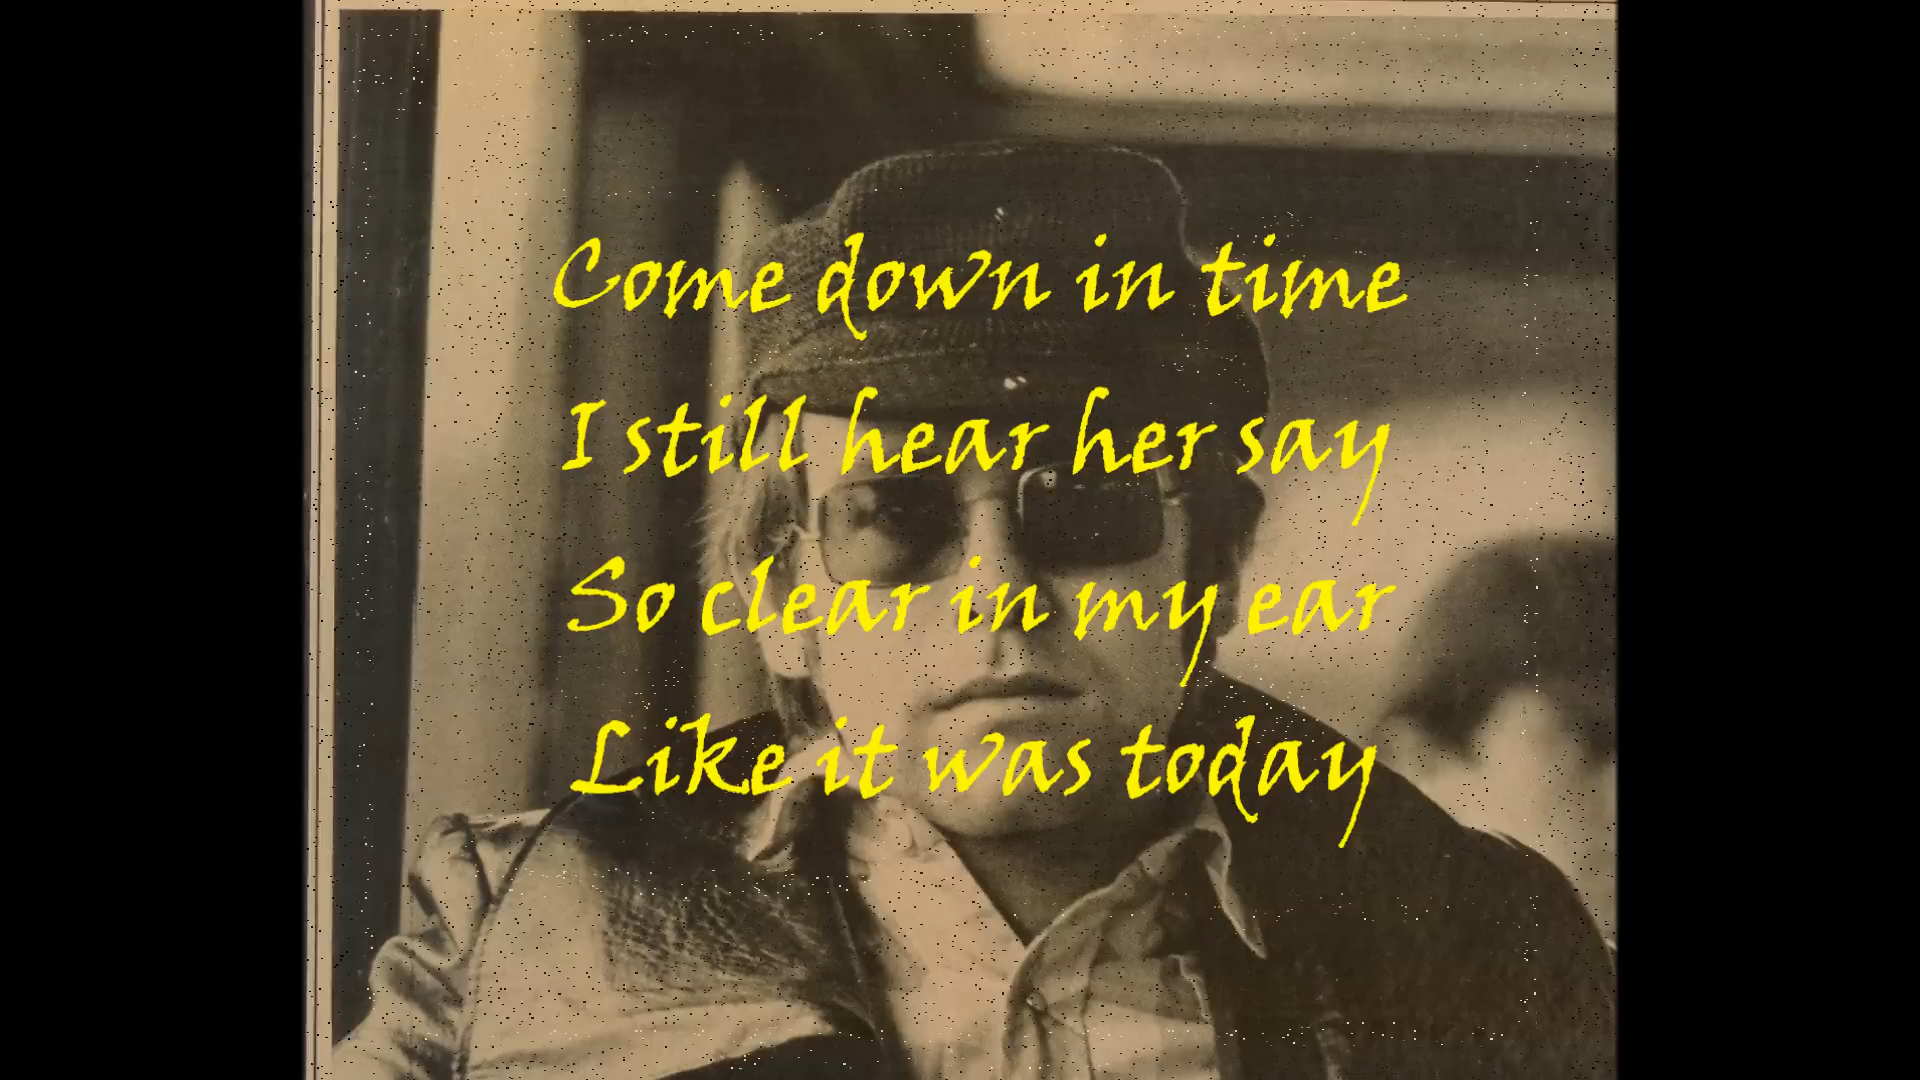 Come down in time
I still hear her say
So clear in my ear
Like it was today